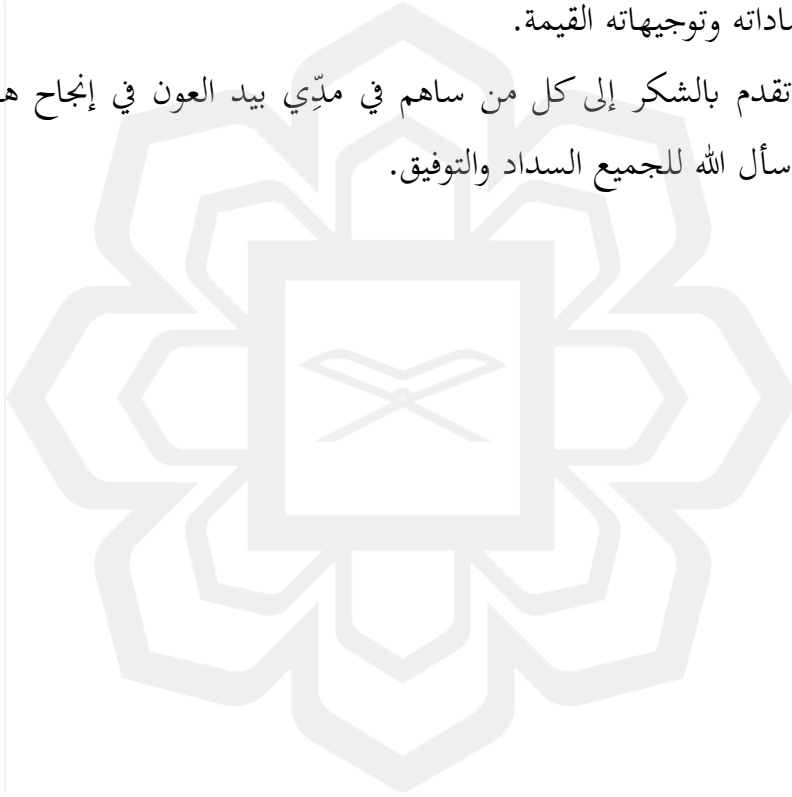 وتوجيهاته القيمة.
تقدم بالشكر إلى كل من ساهم في مدِّي بيد العون في إنجاح
سأل الله للجميع السداد والتوفيق.